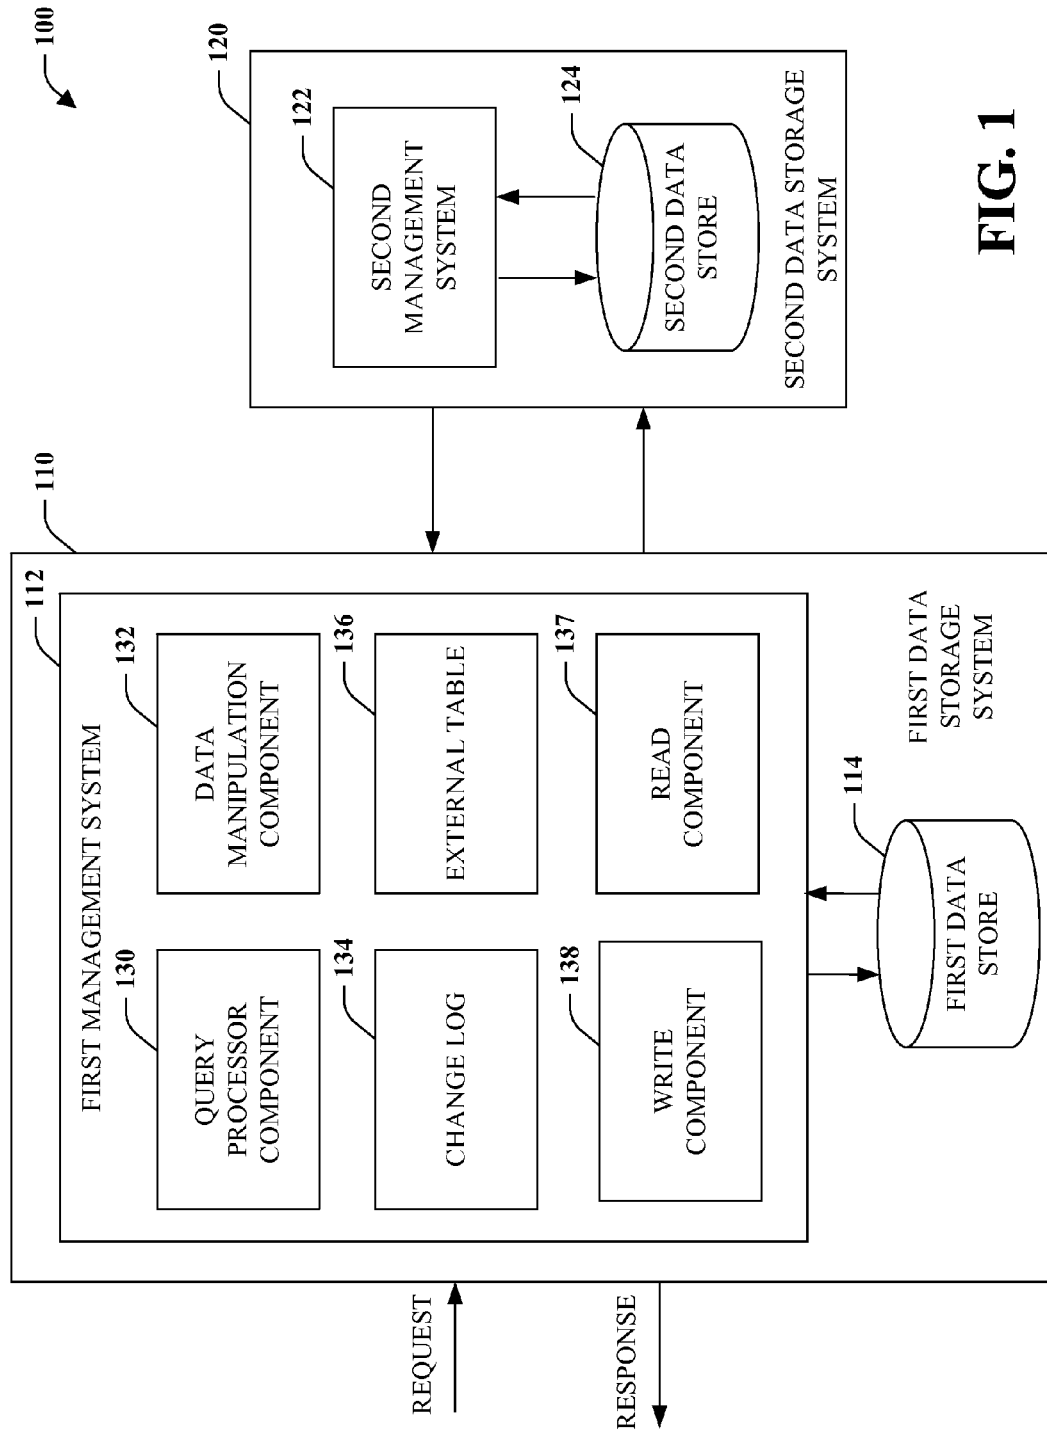 100
110
112
FIRST MANAGEMENT SYSTEM
130
QUERY
PROCESSOR
COMPONENT
132
DATA
MANIPULATION
COMPONENT
134
CHANGE LOG
136
EXTERNAL TABLE
138
WRITE
COMPONENT
137
READ
COMPONENT
REQUEST
RESPONSE
114
FIRST DATA
STORE
FIRST DATA
STORAGE
SYSTEM
120
122
SECOND
MANAGEMENT
SYSTEM
124
SECOND DATA
STORE
SECOND DATA STORAGE
SYSTEM
FIG. 1